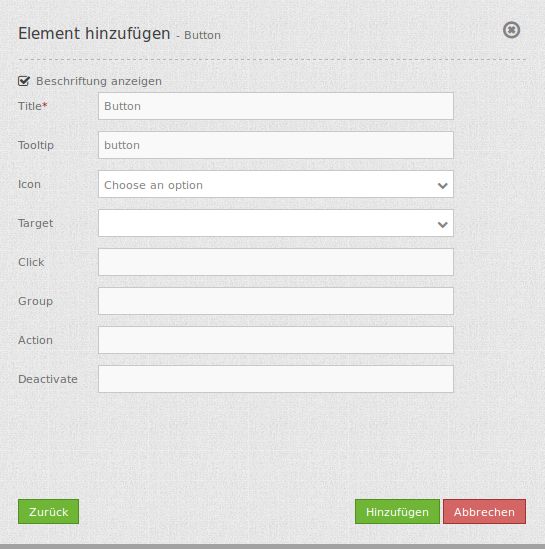 Element hinzufügen - Button
Beschriftung anzeigen
Title* Button
Tooltip button
Icon Choose an option
Target
Click
Group
Action
Deactivate
Zurück Hinzufügen Abbrechen